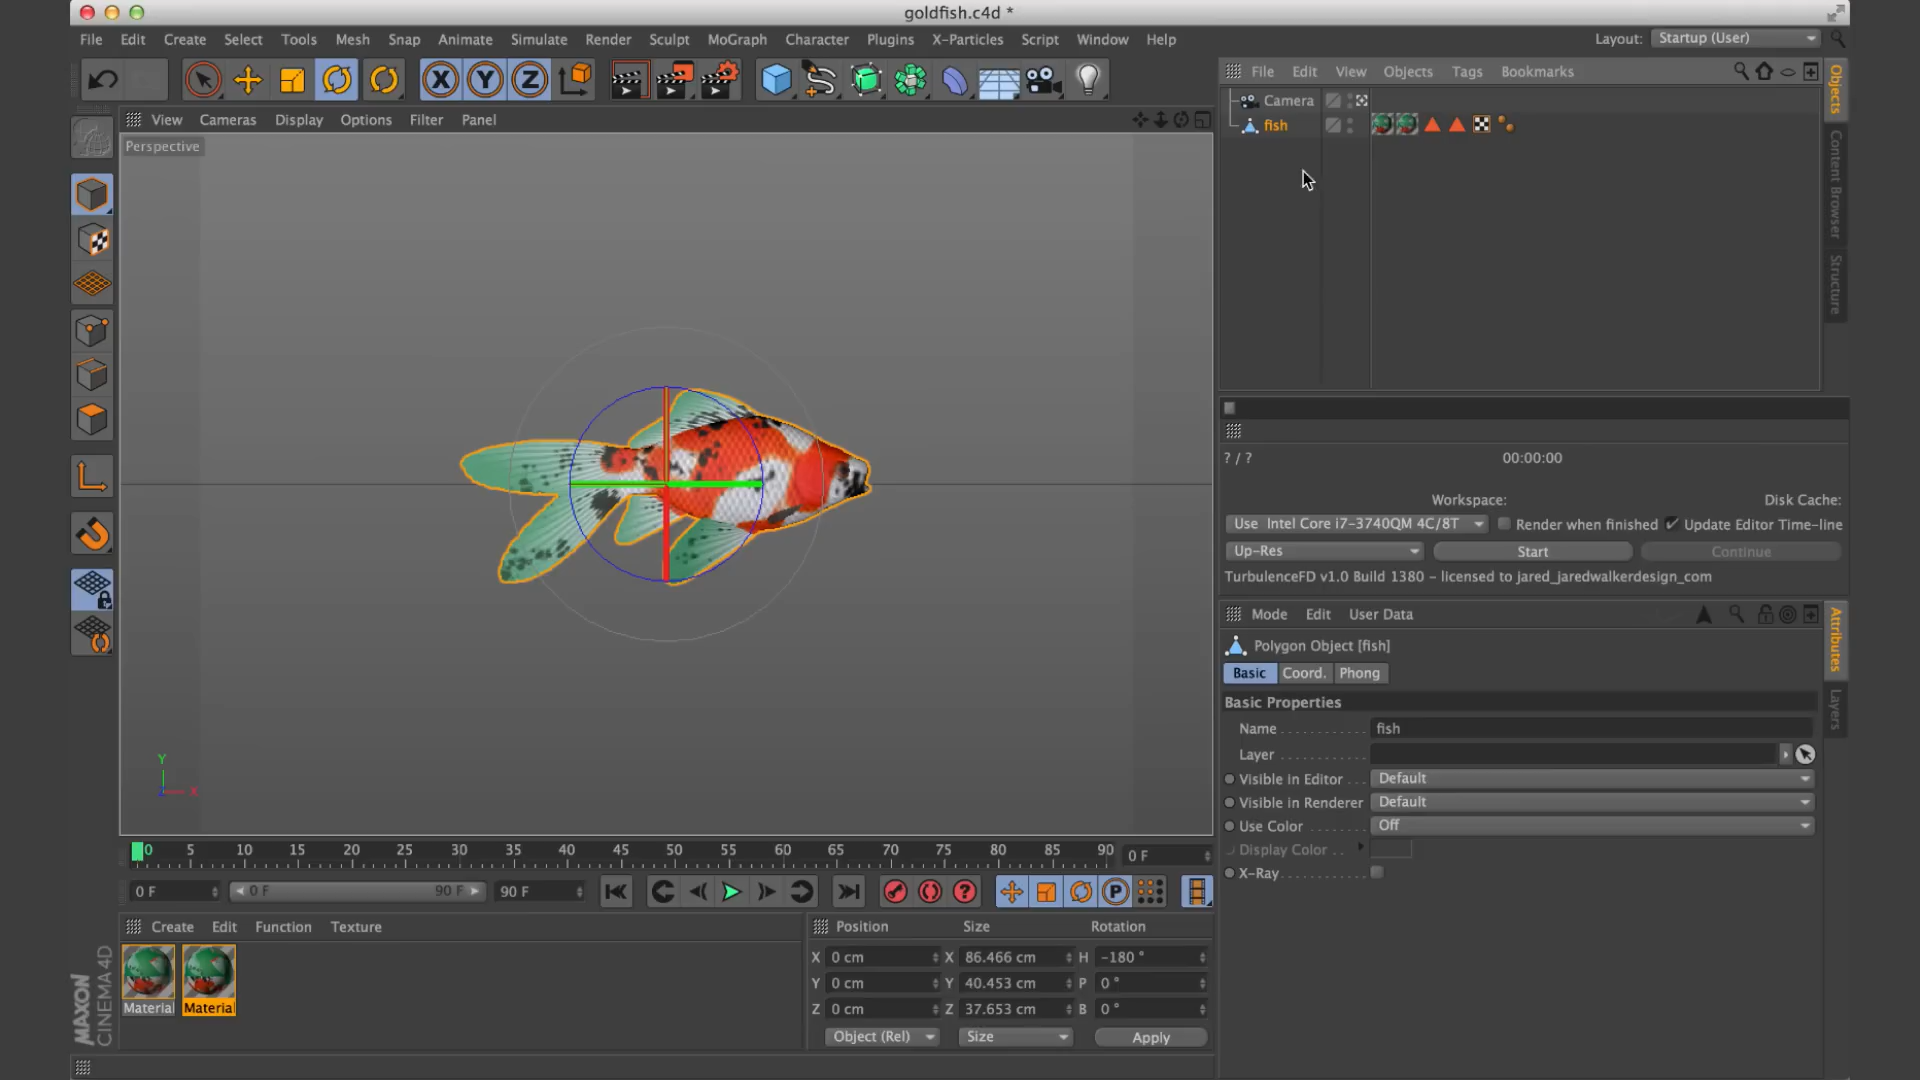 goldfish.c4d *
File Edit Create Select Tools Mesh Snap Animate Simulate Render Sculpt MoGraph Character Plugins X-Particles Script Window Help
Layout: Startup (User)
X Y Z
File Edit View Objects Tags Bookmarks
Objects
Content Browser
Structure
Camera
fish
View Cameras Display Options Filter Panel
Perspective
Y
Z X
? / ? 00:00:00
Workspace: Disk Cache:
Use Intel Core i7-3740QM 4C/8T Render when finished Update Editor Time-line
Up-Res Start Continue
TurbulenceFD v1.0 Build 1380 - licensed to jared_jaredwalkerdesign_com
Mode Edit User Data
Attributes
Layers
Polygon Object [fish]
Basic Coord. Phong
Basic Properties
Name fish
Layer
Visible in Editor Default
Visible in Renderer Default
Use Color Off
Display Color
X-Ray
0 5 10 15 20 25 30 35 40 45 50 55 60 65 70 75 80 85 90 0 F
0 F 0 F 90 F 90 F ? P
Create Edit Function Texture
Material Material
MAXON
CINEMA 4D
Position Size Rotation
X 0 cm X 86.466 cm H -180 °
Y 0 cm Y 40.453 cm P 0 °
Z 0 cm Z 37.653 cm B 0 °
Object (Rel) Size Apply